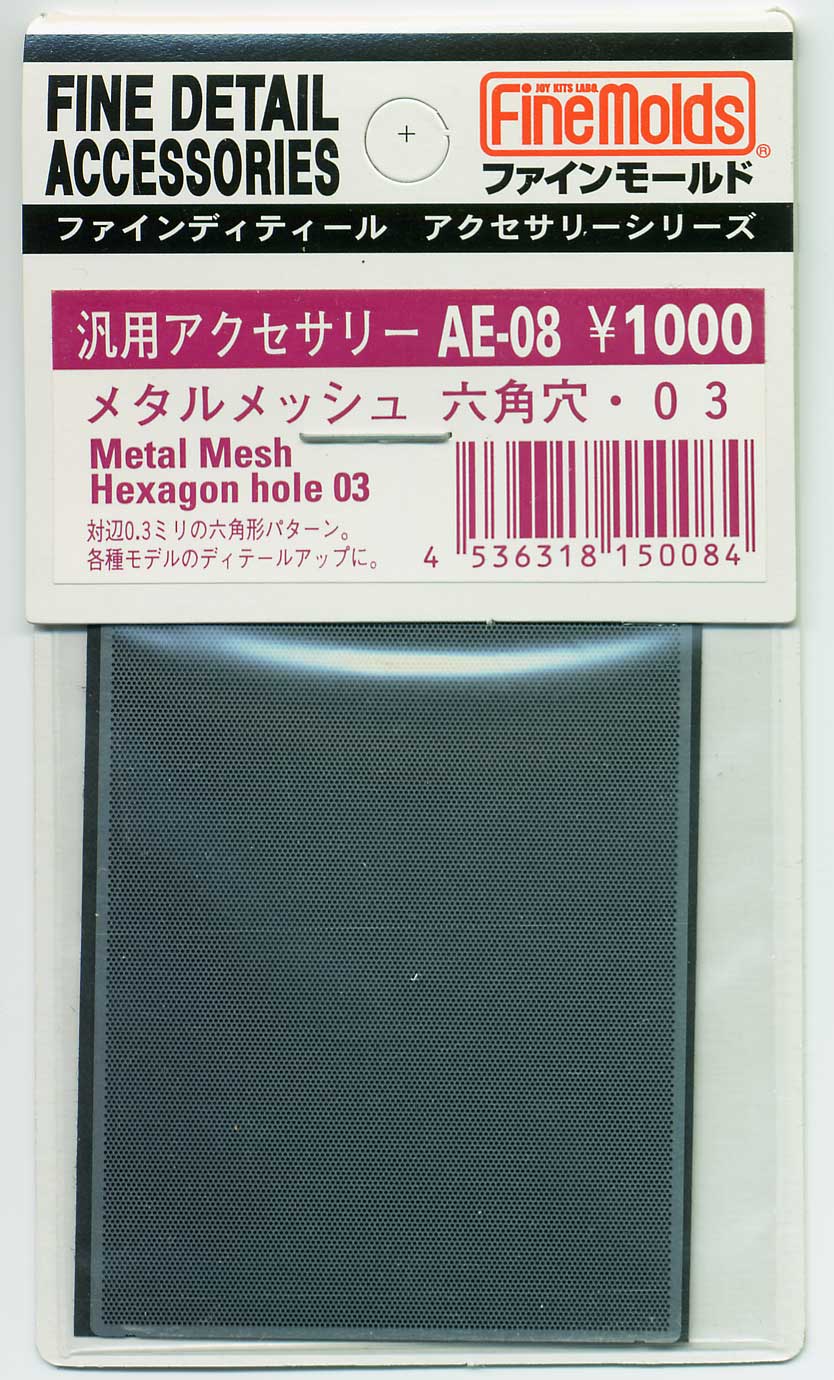 FINE DETAIL
ACCESSORIES
JOY KITS LABO.
FineMolds®
ファインモールド
ファインディティール アクセサリーシリーズ
汎用アクセサリー AE-08 ¥1000
メタルメッシュ 六角穴・03
Metal Mesh
Hexagon hole 03
対辺0.3ミリの六角形パターン。
各種モデルのディテールアップに。
4 536318 150084